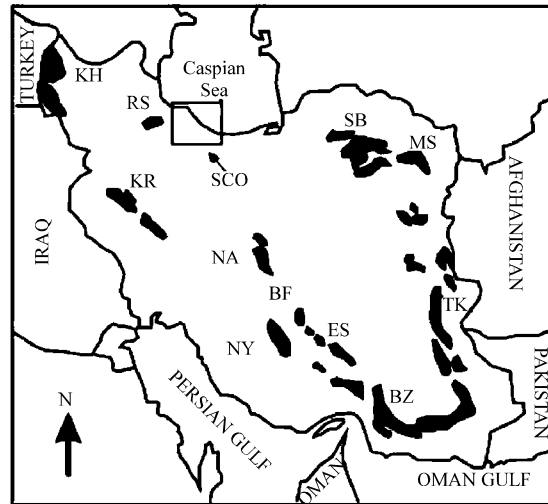 TURKEY
KH
Caspian
Sea
RS
SB
MS
SCO
KR
AFGHANISTAN
IRAQ
NA
BF
TK
ES
NY
PAKISTAN
BZ
N
PERSIAN GULF
OMAN
OMAN GULF